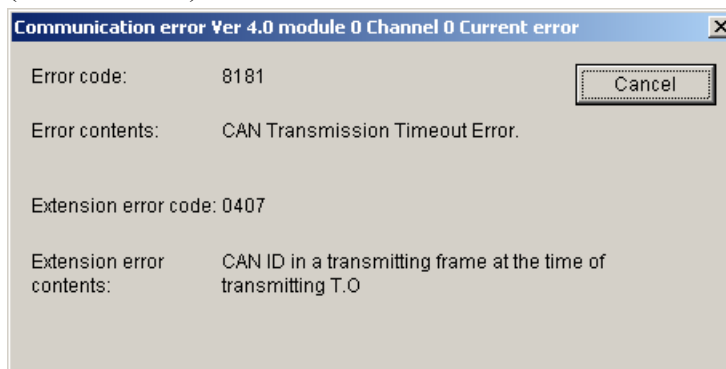 Communication error Ver 4.0 module 0 Channel 0 Current error
Error code: 8181
Cancel
Error contents: CAN Transmission Timeout Error.
Extension error code: 0407
Extension error contents: CAN ID in a transmitting frame at the time of
transmitting T.O